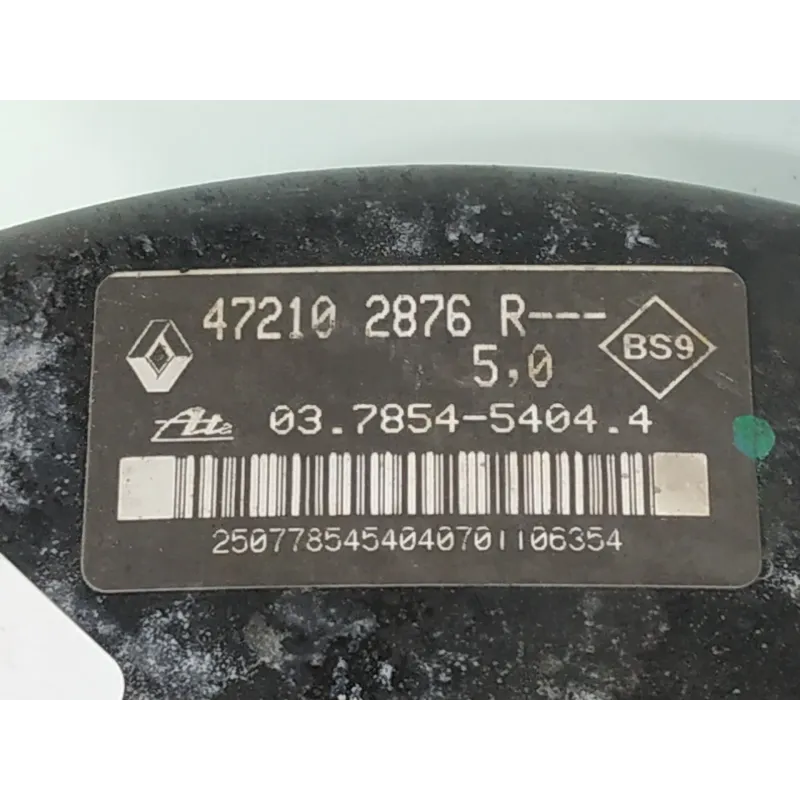 47210 2876 R---
5,0
BS9
Ate 03.7854-5404.4
2507785454040701106354